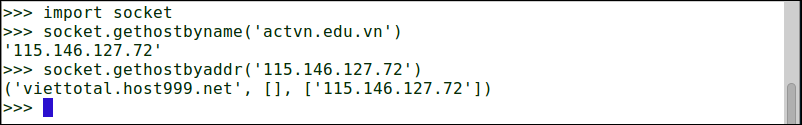 >>> import socket
>>> socket.gethostbyname('actvn.edu.vn')
'115.146.127.72'
>>> socket.gethostbyaddr('115.146.127.72')
('viettotal.host999.net', [], ['115.146.127.72'])
>>>